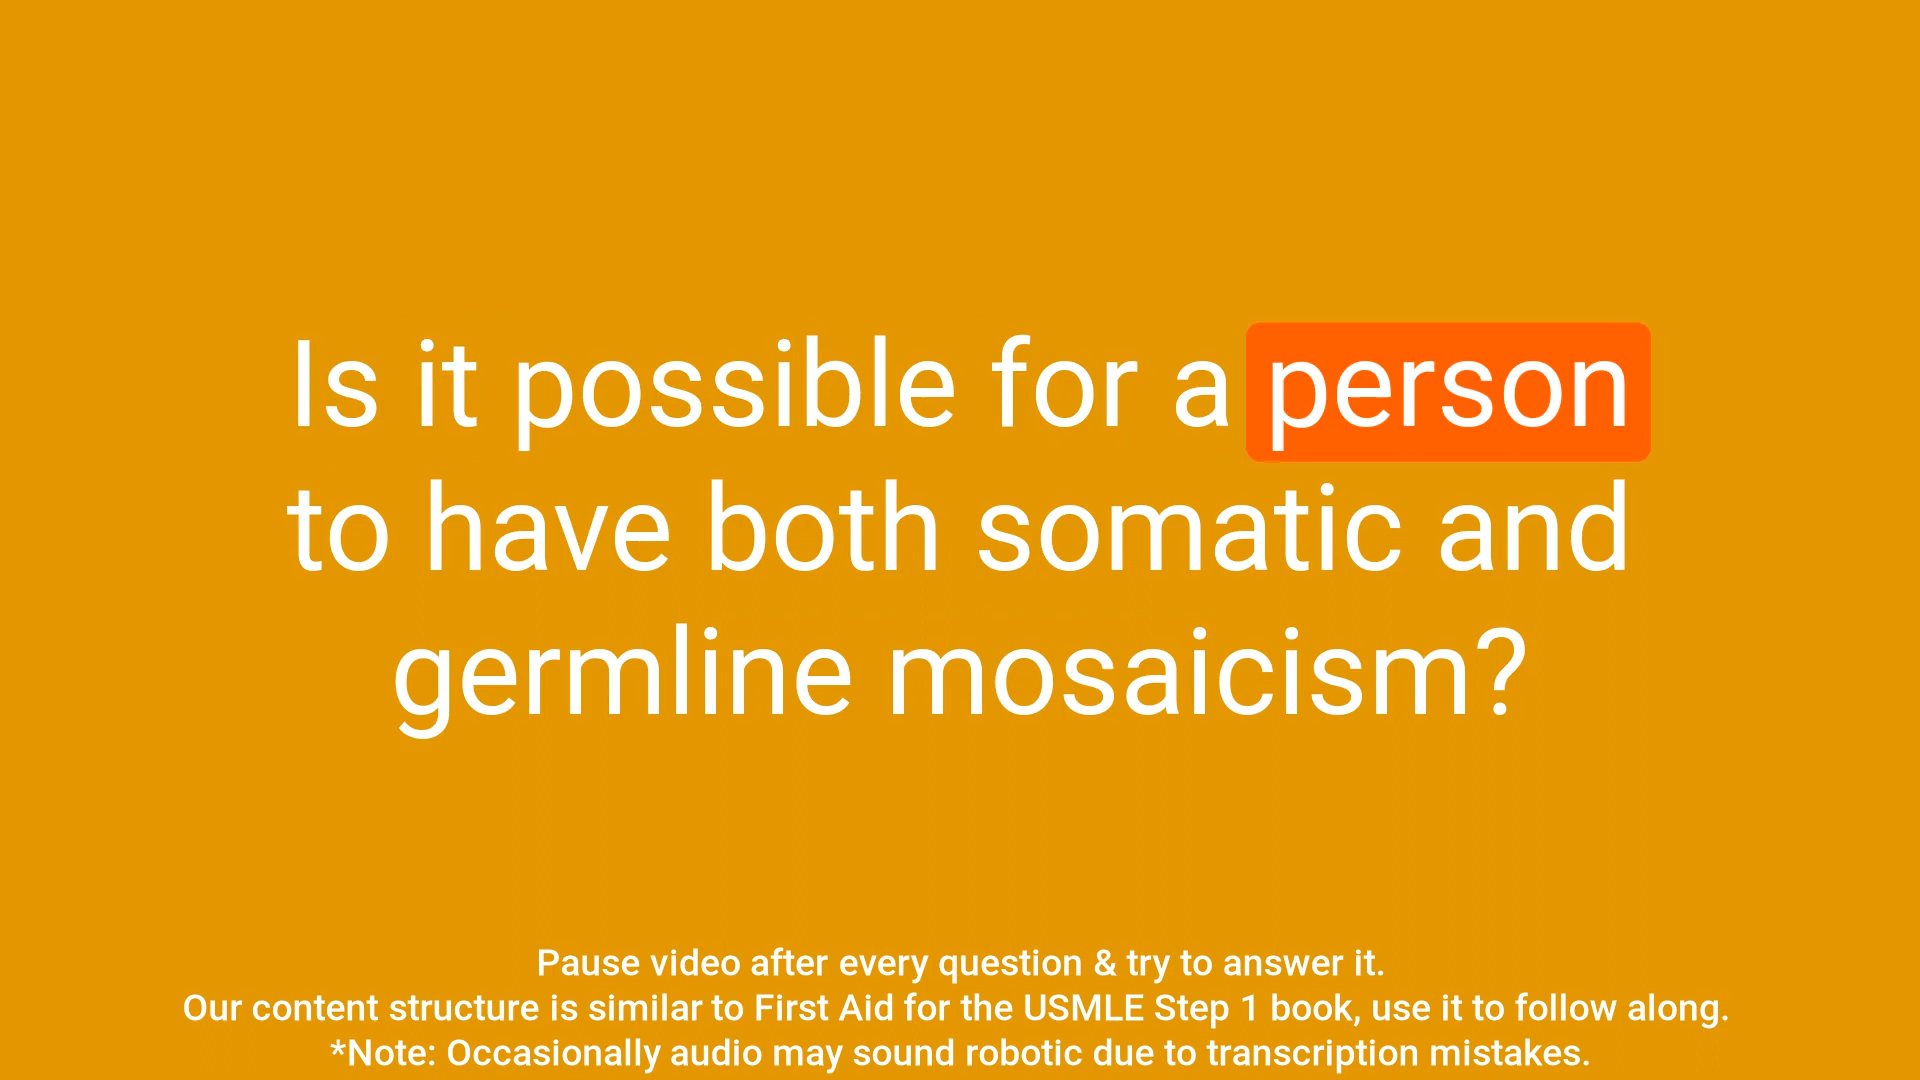 Is it possible for a person
to have both somatic and
germline mosaicism?
Pause video after every question & try to answer it.
Our content structure is similar to First Aid for the USMLE Step 1 book, use it to follow along.
*Note: Occasionally audio may sound robotic due to transcription mistakes.